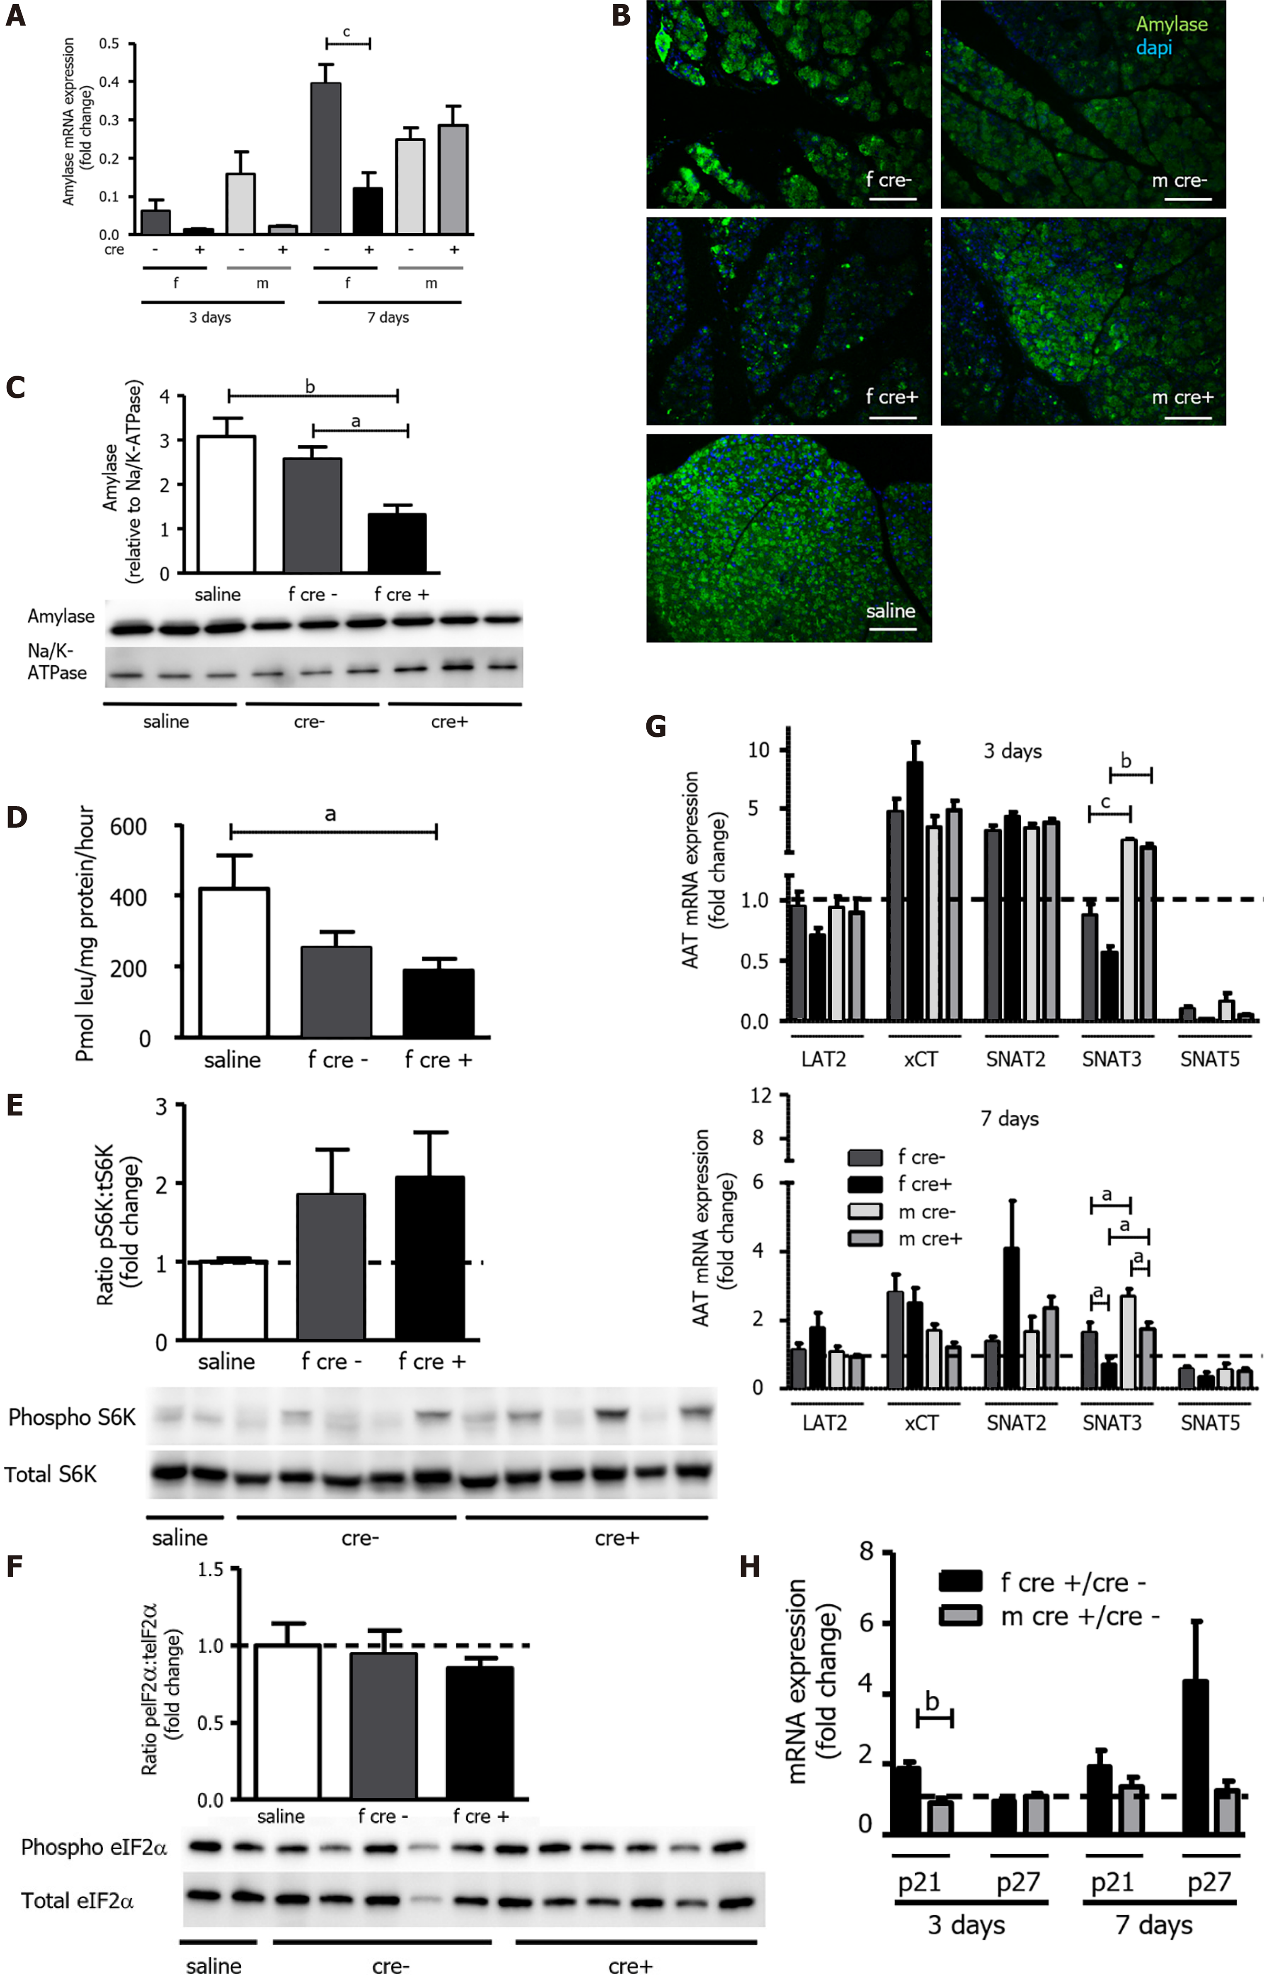 A
Amylase mRNA expression
(fold change)
0.5
0.4
0.3
0.2
0.1
0.0
c
cre - + - + - + - +
f m f m
3 days 7 days
B
Amylase
dapi
f cre-
m cre-
f cre+
m cre+
saline
C
Amylase
(relative to Na/K-ATPase)
4
3
2
1
0
b
a
saline f cre - f cre +
Amylase
Na/K-
ATPase
saline cre- cre+
D
Pmol leu/mg protein/hour
600
400
200
0
a
saline f cre - f cre +
E
Ratio pS6K:tS6K
(fold change)
3
2
1
0
saline f cre - f cre +
Phospho S6K
Total S6K
saline cre- cre+
F
Ratio peIF2α:teIF2α
(fold change)
1.5
1.0
0.5
0.0
saline f cre - f cre +
Phospho eIF2α
Total eIF2α
saline cre- cre+
G
AAT mRNA expression
(fold change)
10
5
1.0
0.5
0.0
3 days
b
c
LAT2 xCT SNAT2 SNAT3 SNAT5
AAT mRNA expression
(fold change)
12
8
6
4
2
0
7 days
f cre-
f cre+
m cre-
m cre+
a
a
a
a
LAT2 xCT SNAT2 SNAT3 SNAT5
H
mRNA expression
(fold change)
8
6
4
2
0
f cre +/cre -
m cre +/cre -
b
p21 p27 p21 p27
3 days 7 days